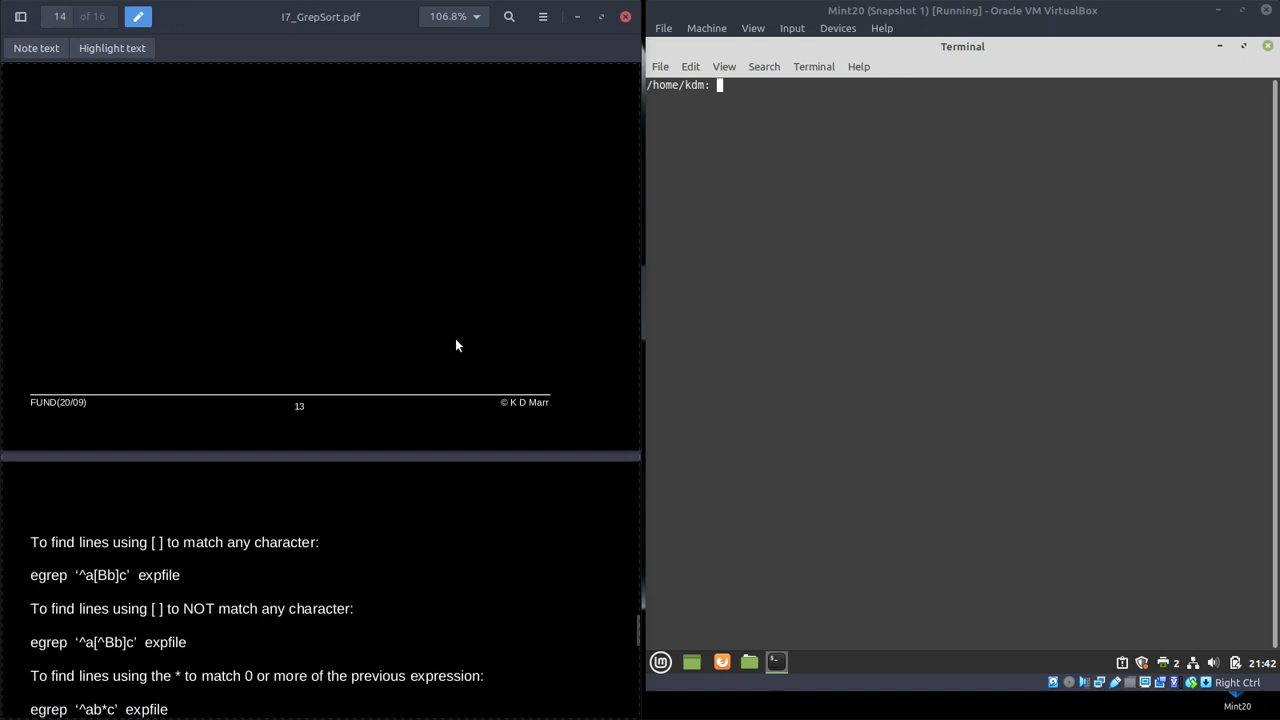 14 of 16
I7_GrepSort.pdf
106.8%
Note text
Highlight text
FUND(20/09)
13
© K D Marr
To find lines using [ ] to match any character:
egrep ‘^a[Bb]c’ expfile
To find lines using [ ] to NOT match any character:
egrep ‘^a[^Bb]c’ expfile
To find lines using the * to match 0 or more of the previous expression:
egrep ‘^ab*c’ expfile
Mint20 (Snapshot 1) [Running] - Oracle VM VirtualBox
File Machine View Input Devices Help
Terminal
File Edit View Search Terminal Help
/home/kdm:
2
21:42
Right Ctrl
Mint20